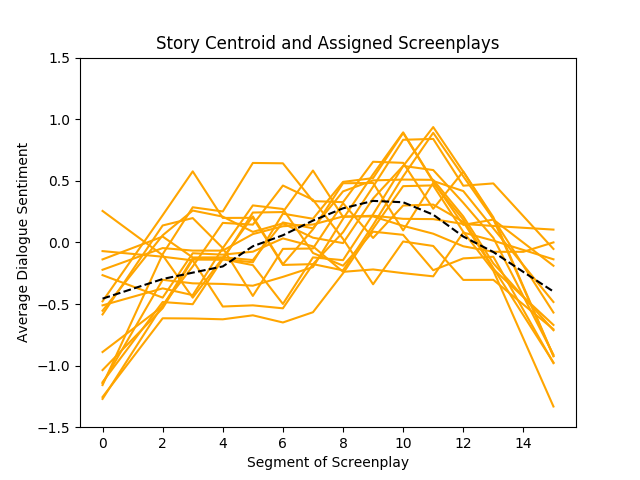 Story Centroid and Assigned Screenplays
1.5
1.0
0.5
0.0
−0.5
−1.0
−1.5
Average Dialogue Sentiment
0 2 4 6 8 10 12 14
Segment of Screenplay